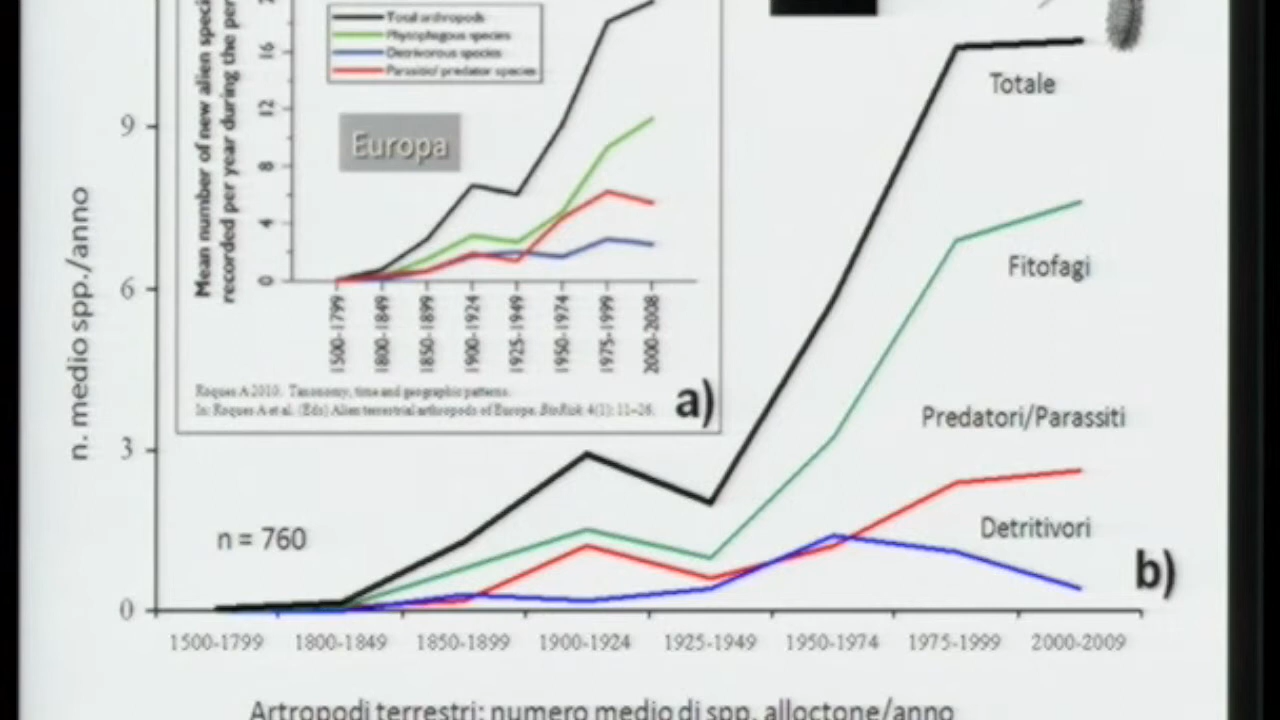 Mean number of new alien speci
recorded per year during the per
16
12
8
4
0
Total arthropods
Phytophagous species
Detrivorous species
Parasitic/ predator species
Europa
1500-1799
1800-1849
1850-1899
1900-1924
1925-1949
1950-1974
1975-1999
2000-2008
Roques A 2010. Taxonomy, time and geographic patterns.
In: Roques A et al. (Eds) Alien terrestrial arthropods of Europe. BioRisk 4(1): 11–26.
a)
n. medio spp./anno
9
6
3
0
Totale
Fitofagi
Predatori/Parassiti
Detritivori
n = 760
b)
1500-1799 1800-1849 1850-1899 1900-1924 1925-1949 1950-1974 1975-1999 2000-2009
Artropodi terrestri: numero medio di spp. alloctone/anno